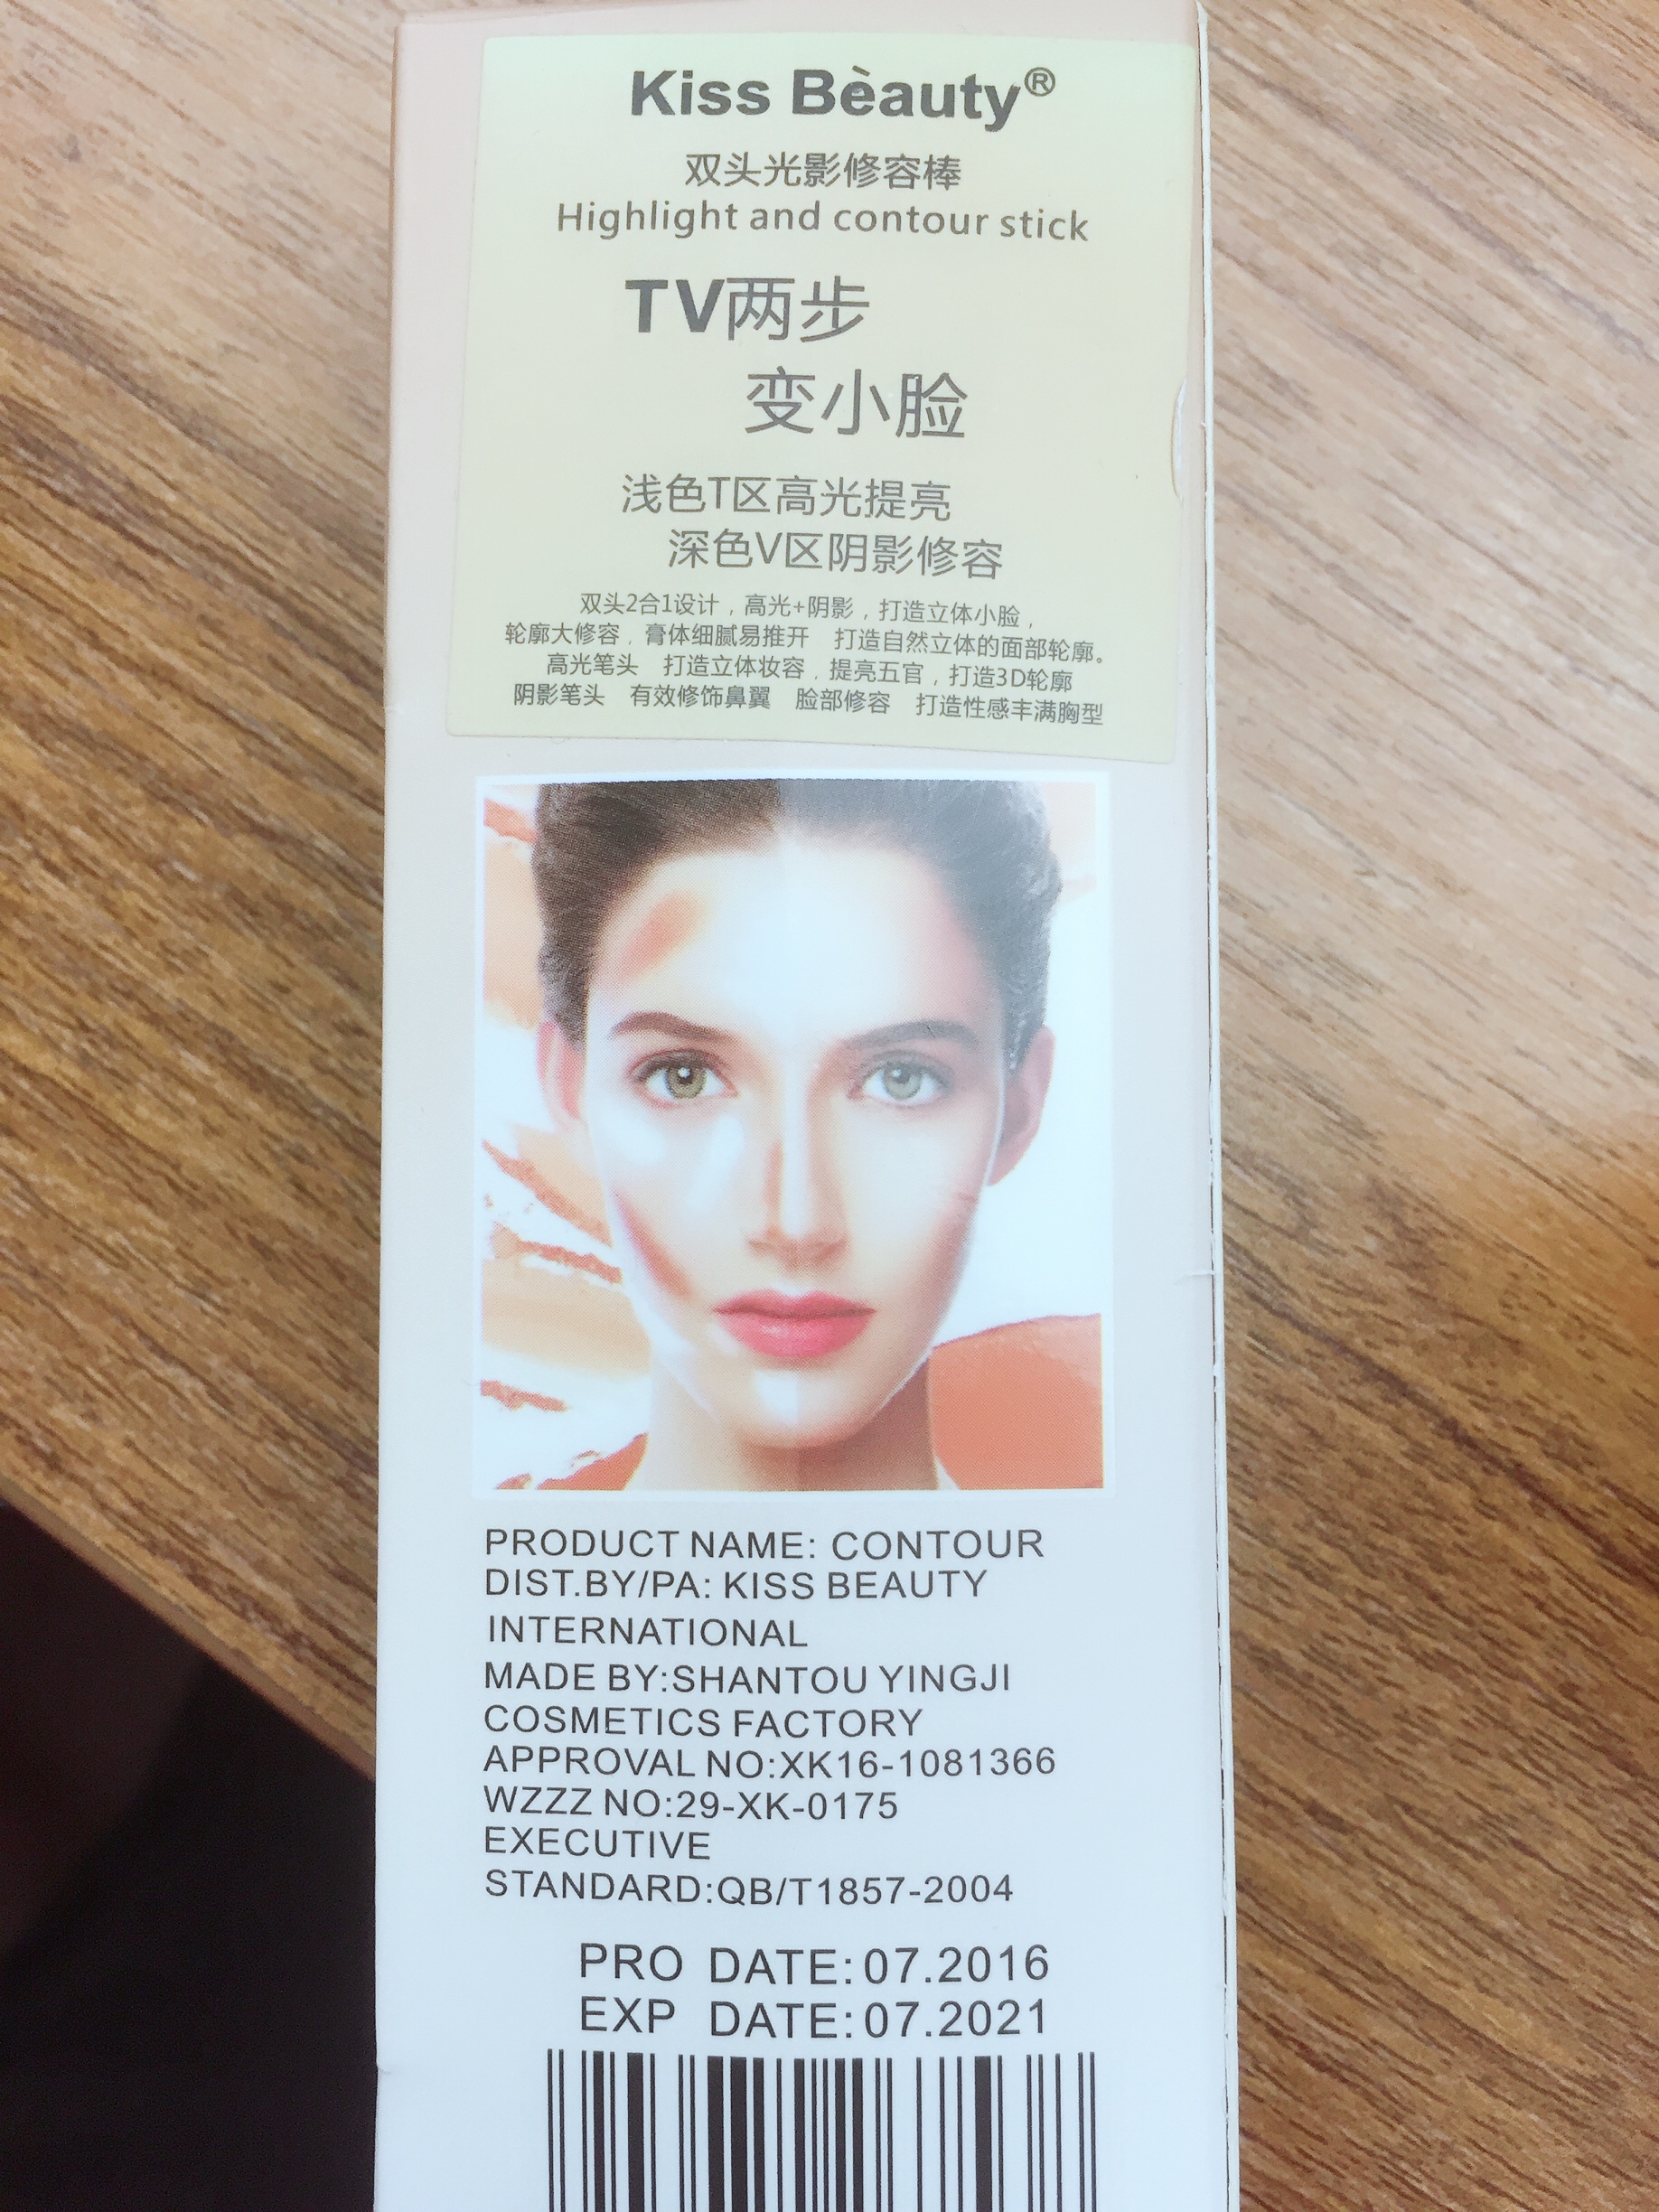 Kiss Bèauty®
双头光影修容棒
Highlight and contour stick
TV两步
变小脸
浅色T区高光提亮
深色V区阴影修容
双头2合1设计，高光+阴影，打造立体小脸，
轮廓大修容，膏体细腻易推开 打造自然立体的面部轮廓。
高光笔头 打造立体妆容，提亮五官，打造3D轮廓
阴影笔头 有效修饰鼻翼 脸部修容 打造性感丰满胸型
PRODUCT NAME: CONTOUR
DIST.BY/PA: KISS BEAUTY
INTERNATIONAL
MADE BY:SHANTOU YINGJI
COSMETICS FACTORY
APPROVAL NO:XK16-1081366
WZZZ NO:29-XK-0175
EXECUTIVE
STANDARD:QB/T1857-2004
PRO DATE:07.2016
EXP DATE:07.2021